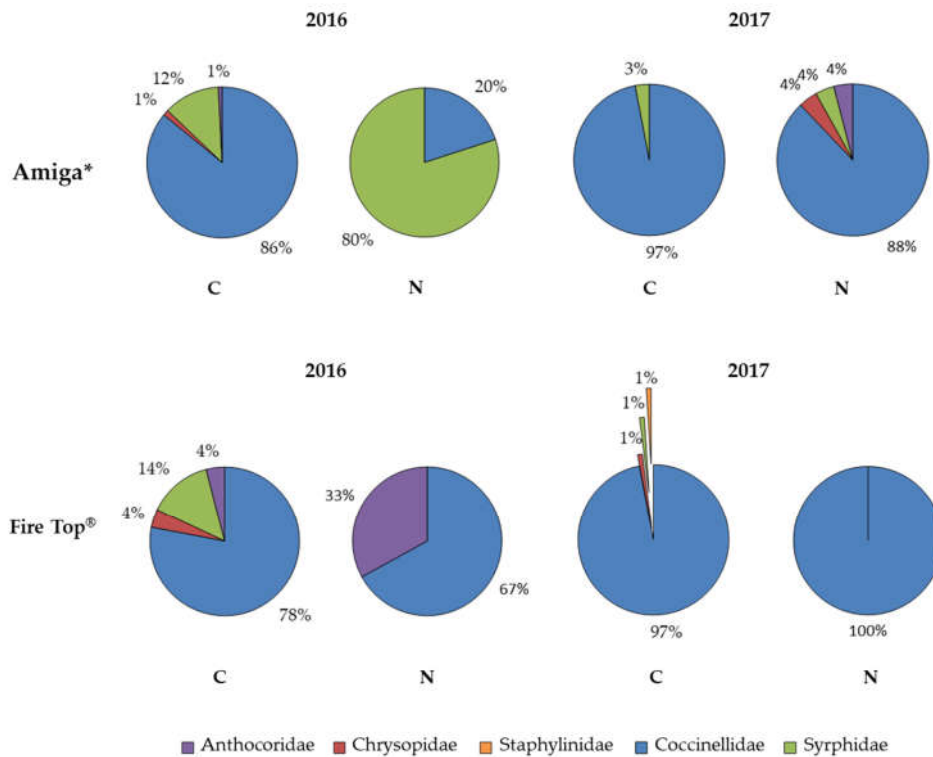 2016 2017
12% 1% 3% 4% 4% 4%
1% 20%
Amiga*
86% 80% 97% 88%
C N C N
2016 2017
1%
1%
14% 4% 1%
33%
4%
Fire Top®
78% 67% 97% 100%
C N C N
Anthocoridae Chrysopidae Staphylinidae Coccinellidae Syrphidae